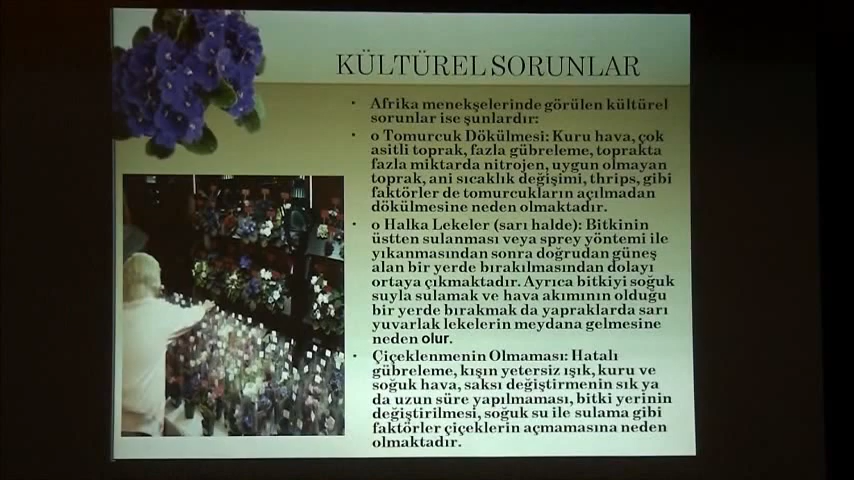 KÜLTÜREL SORUNLAR
• Afrika menekşelerinde görülen kültürel
sorunlar ise şunlardır:
• o Tomurcuk Dökülmesi: Kuru hava, çok
asitli toprak, fazla gübreleme, toprakta
fazla miktarda nitrojen, uygun olmayan
toprak, ani sıcaklık değişimi, thrips, gibi
faktörler de tomurcukların açılmadan
dökülmesine neden olmaktadır.
• o Halka Lekeler (sarı halde): Bitkinin
üstten sulanması veya sprey yöntemi ile
yıkanmasından sonra doğrudan güneş
alan bir yerde bırakılmasından dolayı
ortaya çıkmaktadır. Ayrıca bitkiyi soğuk
suyla sulamak ve hava akımının olduğu
bir yerde bırakmak da yapraklarda sarı
yuvarlak lekelerin meydana gelmesine
neden olur.
• Çiçeklenmenin Olmaması: Hatalı
gübreleme, kışın yetersiz ışık, kuru ve
soğuk hava, saksı değiştirmenin sık ya
da uzun süre yapılmaması, bitki yerinin
değiştirilmesi, soğuk su ile sulama gibi
faktörler çiçeklerin açmamasına neden
olmaktadır.